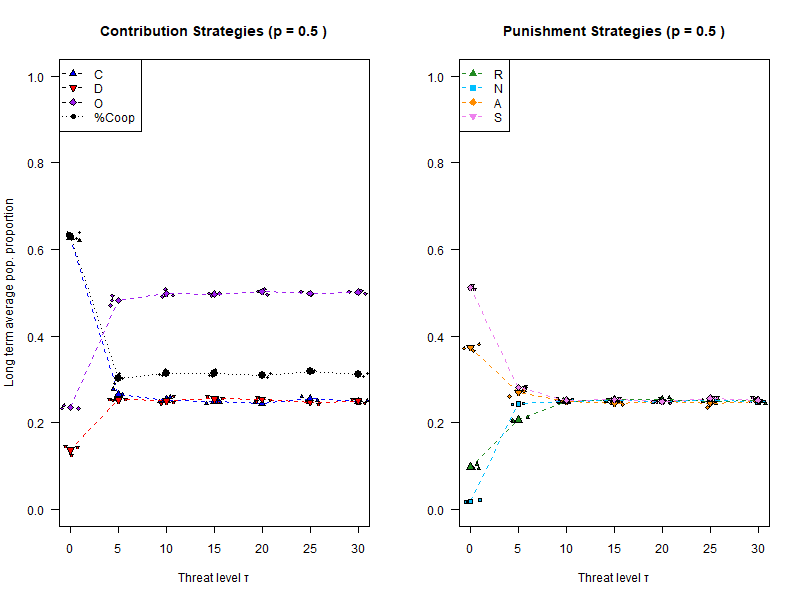 Contribution Strategies (p = 0.5 )
Long term average pop. proportion
1.0
0.8
0.6
0.4
0.2
0.0
C
D
O
%Coop
0 5 10 15 20 25 30
Threat level τ
Punishment Strategies (p = 0.5 )
1.0
0.8
0.6
0.4
0.2
0.0
R
N
A
S
0 5 10 15 20 25 30
Threat level τ